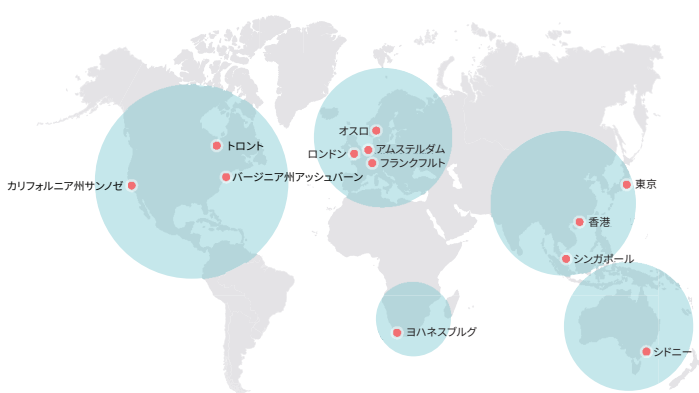 オスロ
トロント
アムステルダム
ロンドン
フランクフルト
バージニア州アッシュバーン
カリフォルニア州サンノゼ
東京
香港
シンガポール
ヨハネスブルグ
シドニー